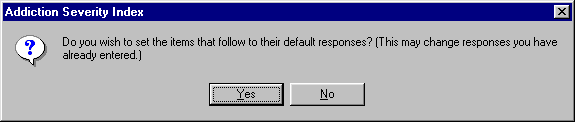 Addiction Severity Index
Do you wish to set the items that follow to their default responses? (This may change responses you have
already entered.)
Yes No